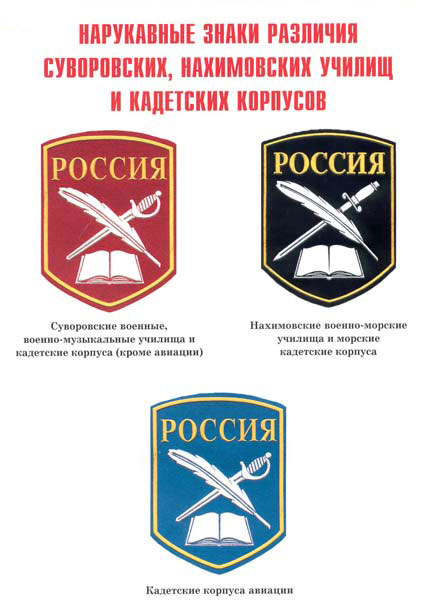 НАРУКАВНЫЕ ЗНАКИ РАЗЛИЧИЯ
СУВОРОВСКИХ, НАХИМОВСКИХ УЧИЛИЩ
И КАДЕТСКИХ КОРПУСОВ
РОССИЯ
Суворовские военные,
военно-музыкальные училища и
кадетские корпуса (кроме авиации)
РОССИЯ
Нахимовские военно-морские
училища и морские
кадетские корпуса
РОССИЯ
Кадетские корпуса авиации